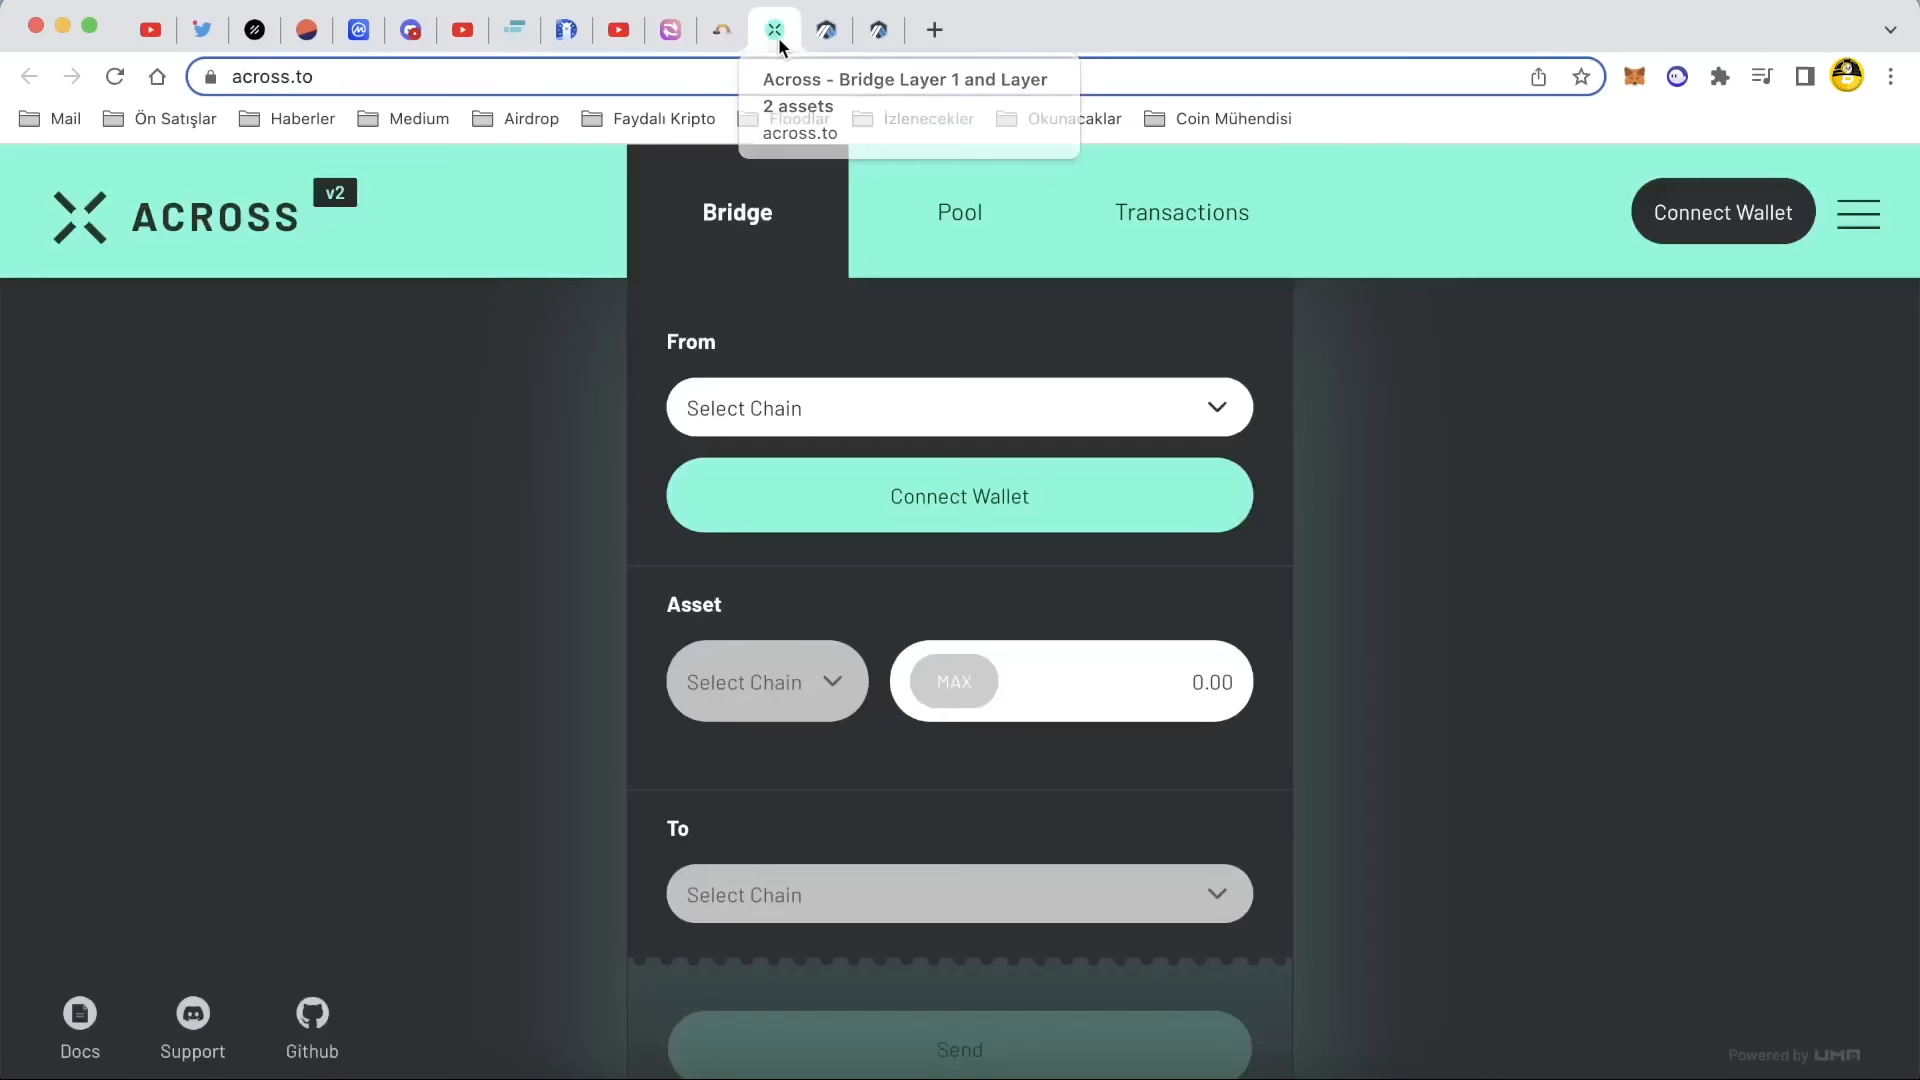 across.to
Across - Bridge Layer 1 and Layer
2 assets
across.to
Mail
Ön Satışlar
Haberler
Medium
Airdrop
Faydalı Kripto
Floodlar
İzlenecekler
Okunacaklar
Coin Mühendisi
ACROSS
v2
Bridge
Pool
Transactions
Connect Wallet
From
Select Chain
Connect Wallet
Asset
Select Chain
MAX
0.00
To
Select Chain
Send
Docs
Support
Github
Powered by UMA